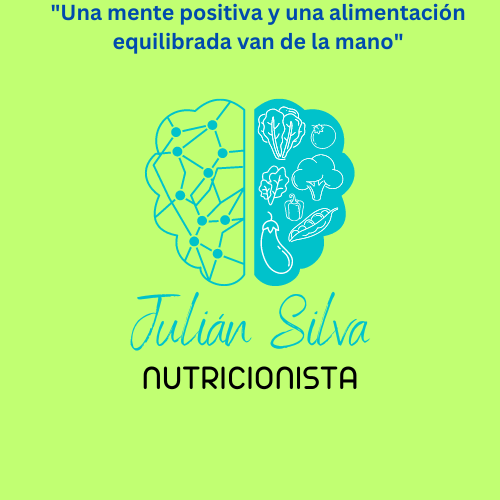 "Una mente positiva y una alimentación
equilibrada van de la mano"
Julián Silva
NUTRICIONISTA